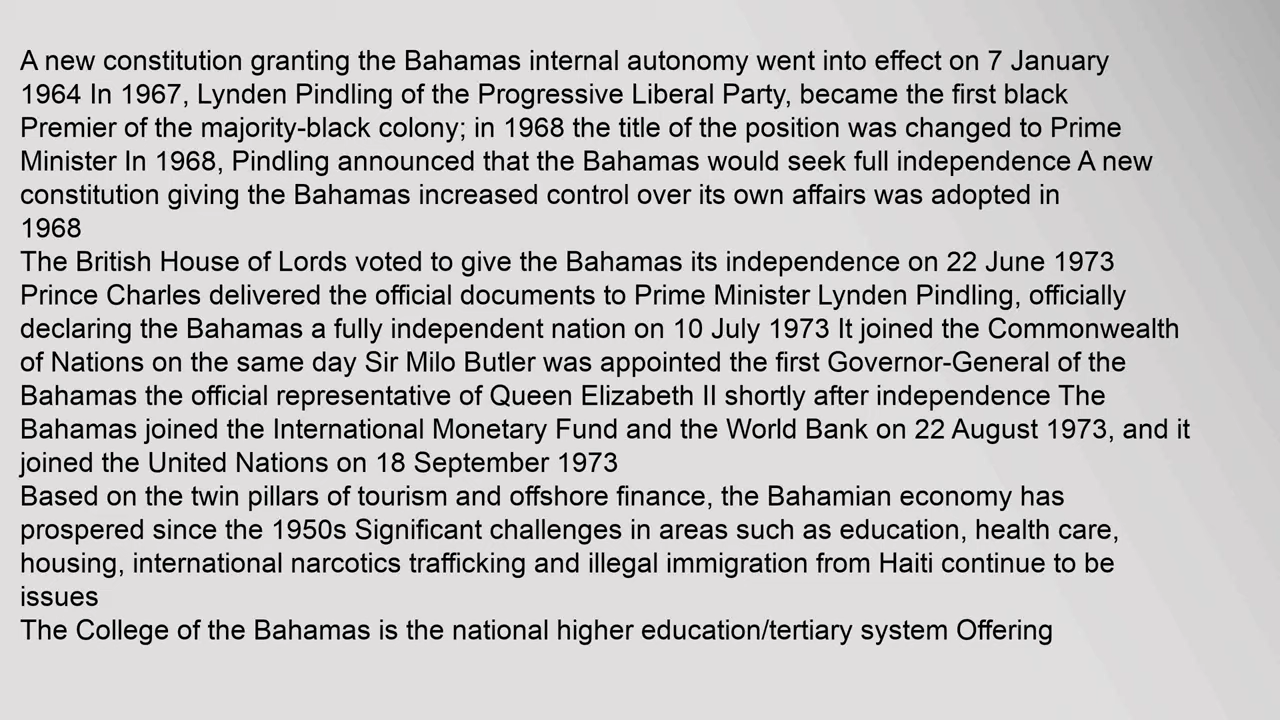 A new constitution granting the Bahamas internal autonomy went into effect on 7 January
1964 In 1967, Lynden Pindling of the Progressive Liberal Party, became the first black
Premier of the majority-black colony; in 1968 the title of the position was changed to Prime
Minister In 1968, Pindling announced that the Bahamas would seek full independence A new
constitution giving the Bahamas increased control over its own affairs was adopted in
1968
The British House of Lords voted to give the Bahamas its independence on 22 June 1973
Prince Charles delivered the official documents to Prime Minister Lynden Pindling, officially
declaring the Bahamas a fully independent nation on 10 July 1973 It joined the Commonwealth
of Nations on the same day Sir Milo Butler was appointed the first Governor-General of the
Bahamas the official representative of Queen Elizabeth II shortly after independence The
Bahamas joined the International Monetary Fund and the World Bank on 22 August 1973, and it
joined the United Nations on 18 September 1973
Based on the twin pillars of tourism and offshore finance, the Bahamian economy has
prospered since the 1950s Significant challenges in areas such as education, health care,
housing, international narcotics trafficking and illegal immigration from Haiti continue to be
issues
The College of the Bahamas is the national higher education/tertiary system Offering